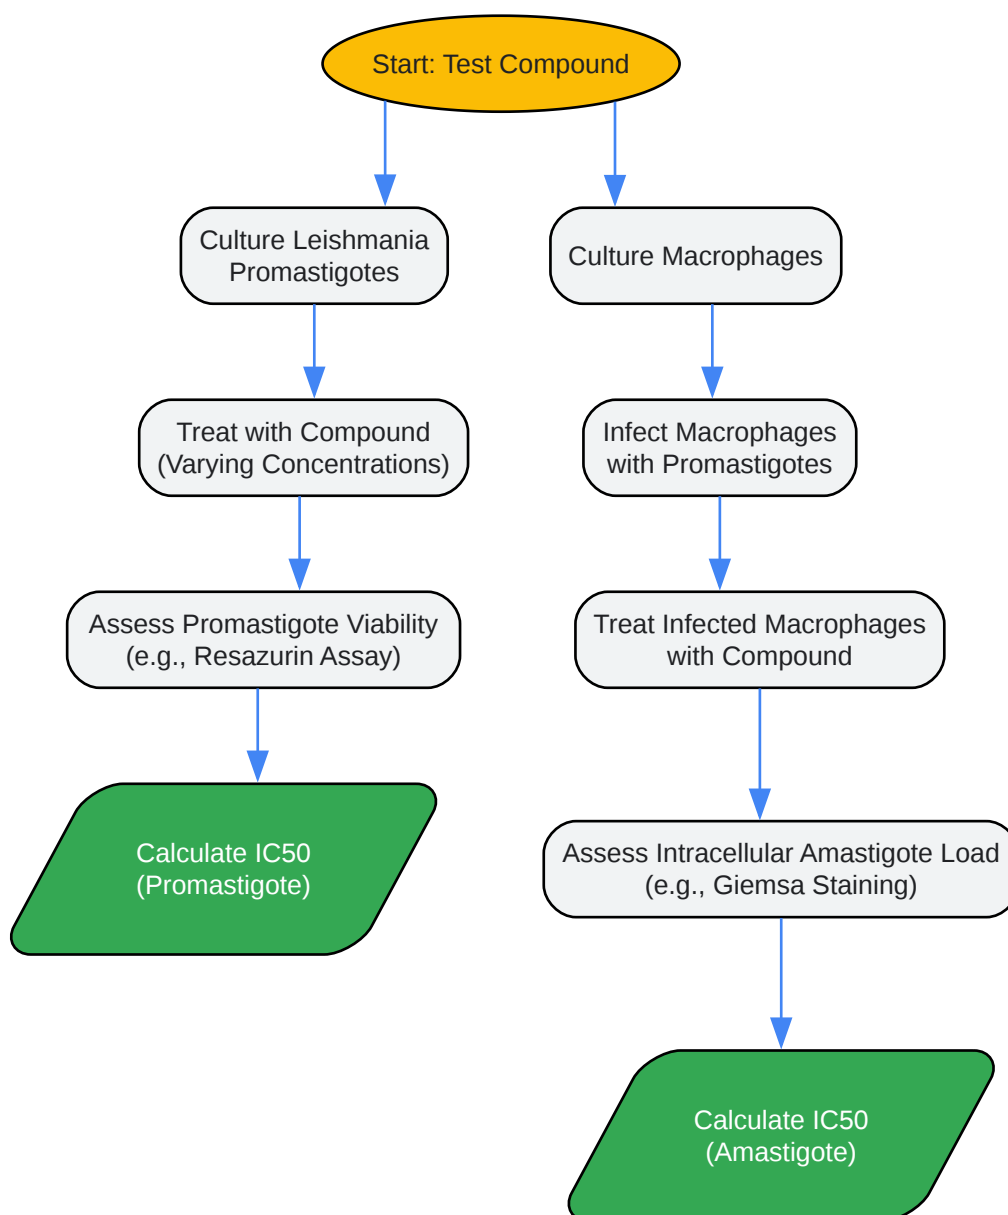 Start: Test Compound
Culture Leishmania
Promastigotes
Culture Macrophages
Treat with Compound
(Varying Concentrations)
Infect Macrophages
with Promastigotes
Assess Promastigote Viability
(e.g., Resazurin Assay)
Treat Infected Macrophages
with Compound
Calculate IC50
(Promastigote)
Assess Intracellular Amastigote Load
(e.g., Giemsa Staining)
Calculate IC50
(Amastigote)